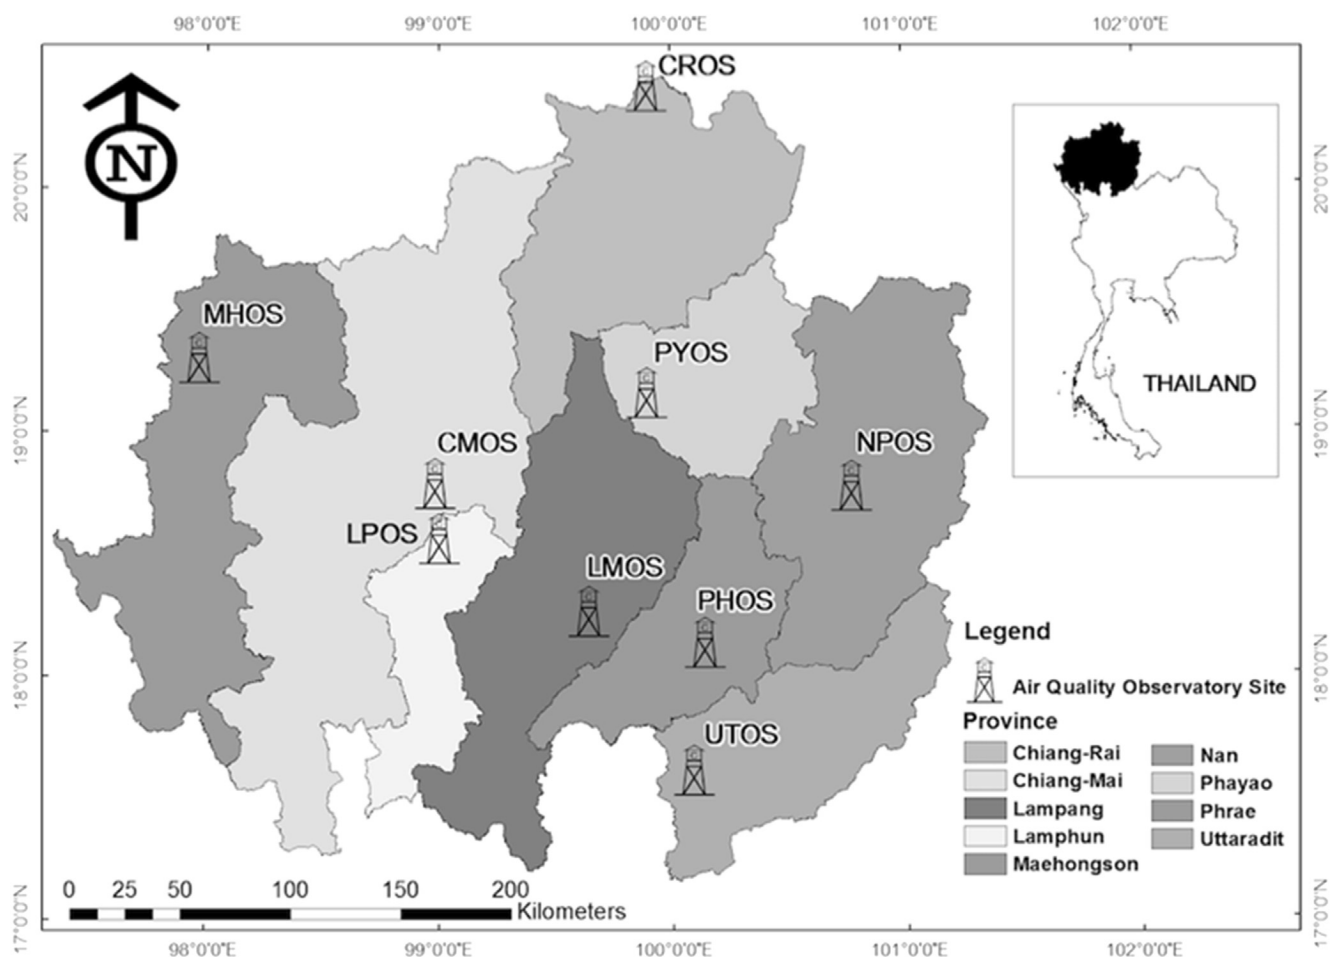 98°0'0"E 99°0'0"E 100°0'0"E 101°0'0"E 102°0'0"E
CROS
N
20°0'0"N
20°0'0"N
MHOS
PYOS
THAILAND
19°0'0"N
19°0'0"N
CMOS
NPOS
LPOS
LMOS
PHOS
Legend
Air Quality Observatory Site
18°0'0"N
18°0'0"N
UTOS
Province
Chiang-Rai
Chiang-Mai
Lampang
Lamphun
Maehongson
Nan
Phayao
Phrae
Uttaradit
0 25 50 100 150 200
Kilometers
17°0'0"N
17°0'0"N
98°0'0"E 99°0'0"E 100°0'0"E 101°0'0"E 102°0'0"E